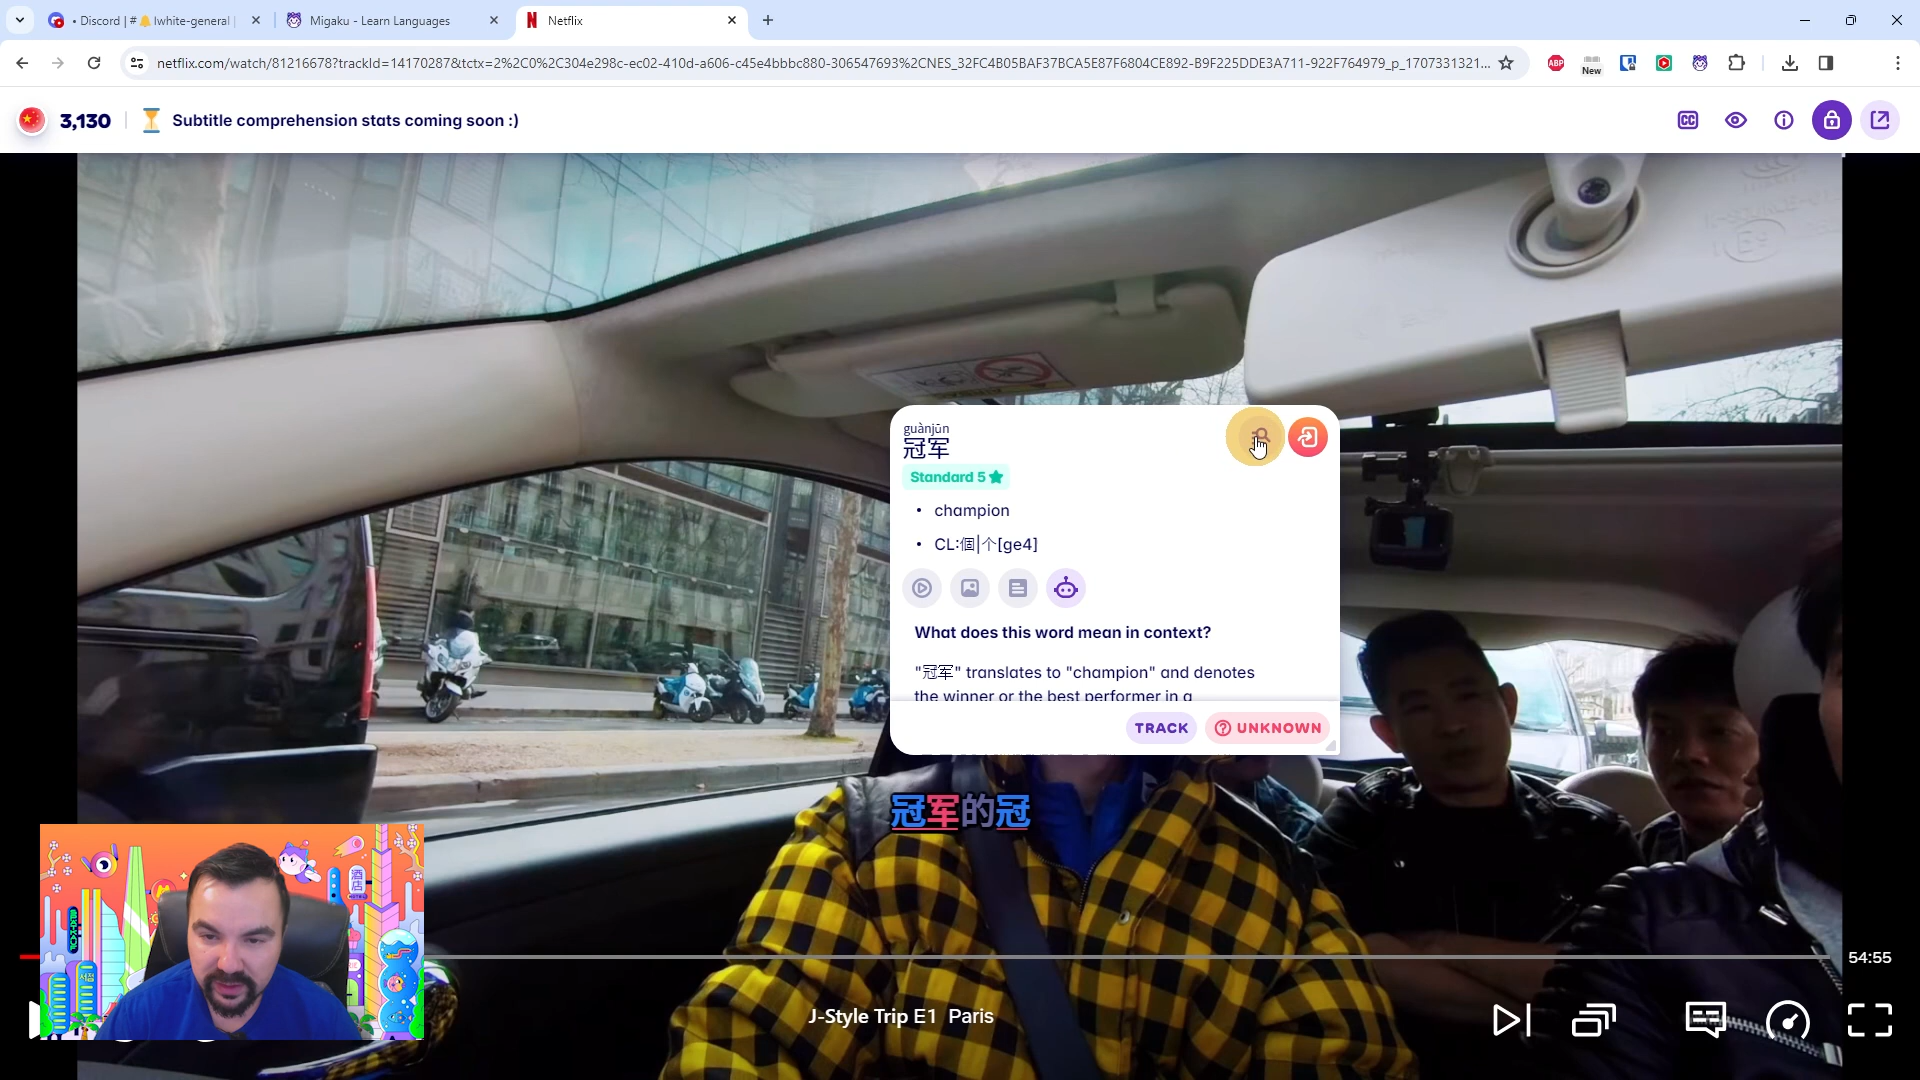 • Discord | # 🔔lwhite-general |
Migaku - Learn Languages
Netflix
netflix.com/watch/81216678?trackId=14170287&tctx=2%2C0%2C304e298c-ec02-410d-a606-c45e4bbbc880-306547693%2CNES_32FC4B05BAF37BCA5E87F6804CE892-B9F225DDE3A711-922F764979_p_1707331321...
ABP
New
3,130
Subtitle comprehension stats coming soon :)
CC
guànjūn
冠军
Standard 5
• champion
• CL:個|个[ge4]
What does this word mean in context?
"冠军" translates to "champion" and denotes
the winner or the best performer in a
TRACK
UNKNOWN
冠军的冠
酒店
54:55
J-Style Trip E1 Paris